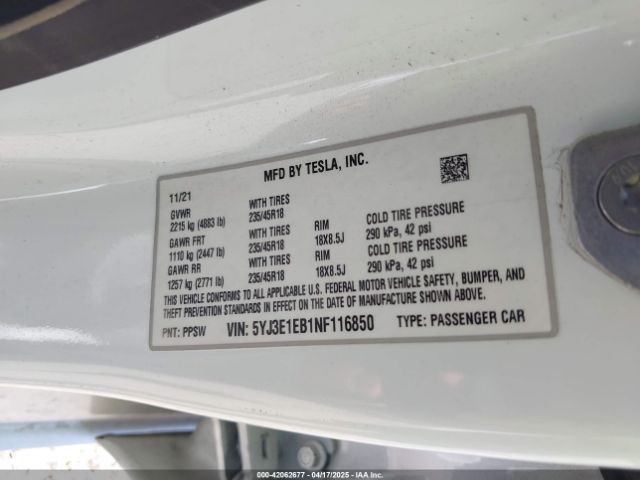 MFD BY TESLA, INC.
11/21
GVWR WITH TIRES
2215 kg (4883 lb) 235/45R18 RIM COLD TIRE PRESSURE
GAWR FRT WITH TIRES 18X8.5J 290 kPa, 42 psi
1110 kg (2447 lb) 235/45R18 RIM COLD TIRE PRESSURE
GAWR RR WITH TIRES 18X8.5J 290 kPa, 42 psi
1257 kg (2771 lb) 235/45R18
THIS VEHICLE CONFORMS TO ALL APPLICABLE U.S. FEDERAL MOTOR VEHICLE SAFETY, BUMPER, AND
THEFT PREVENTION STANDARDS IN EFFECT ON THE DATE OF MANUFACTURE SHOWN ABOVE.
PNT: PPSW VIN: 5YJ3E1EB1NF116850 TYPE: PASSENGER CAR
000-42062677 - 04/17/2025 - IAAI.COM